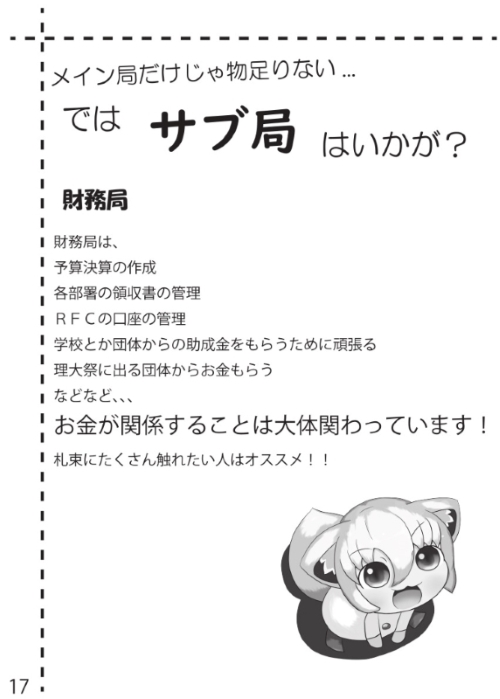 メイン局だけじゃ物足りない...
では サブ局 はいかが？
財務局
財務局は、
予算決算の作成
各部署の領収書の管理
ＲＦＣの口座の管理
学校とか団体からの助成金をもらうために頑張る
理大祭に出る団体からお金もらう
などなど、、、
お金が関係することは大体関わっています！
札束にたくさん触れたい人はオススメ！！
17